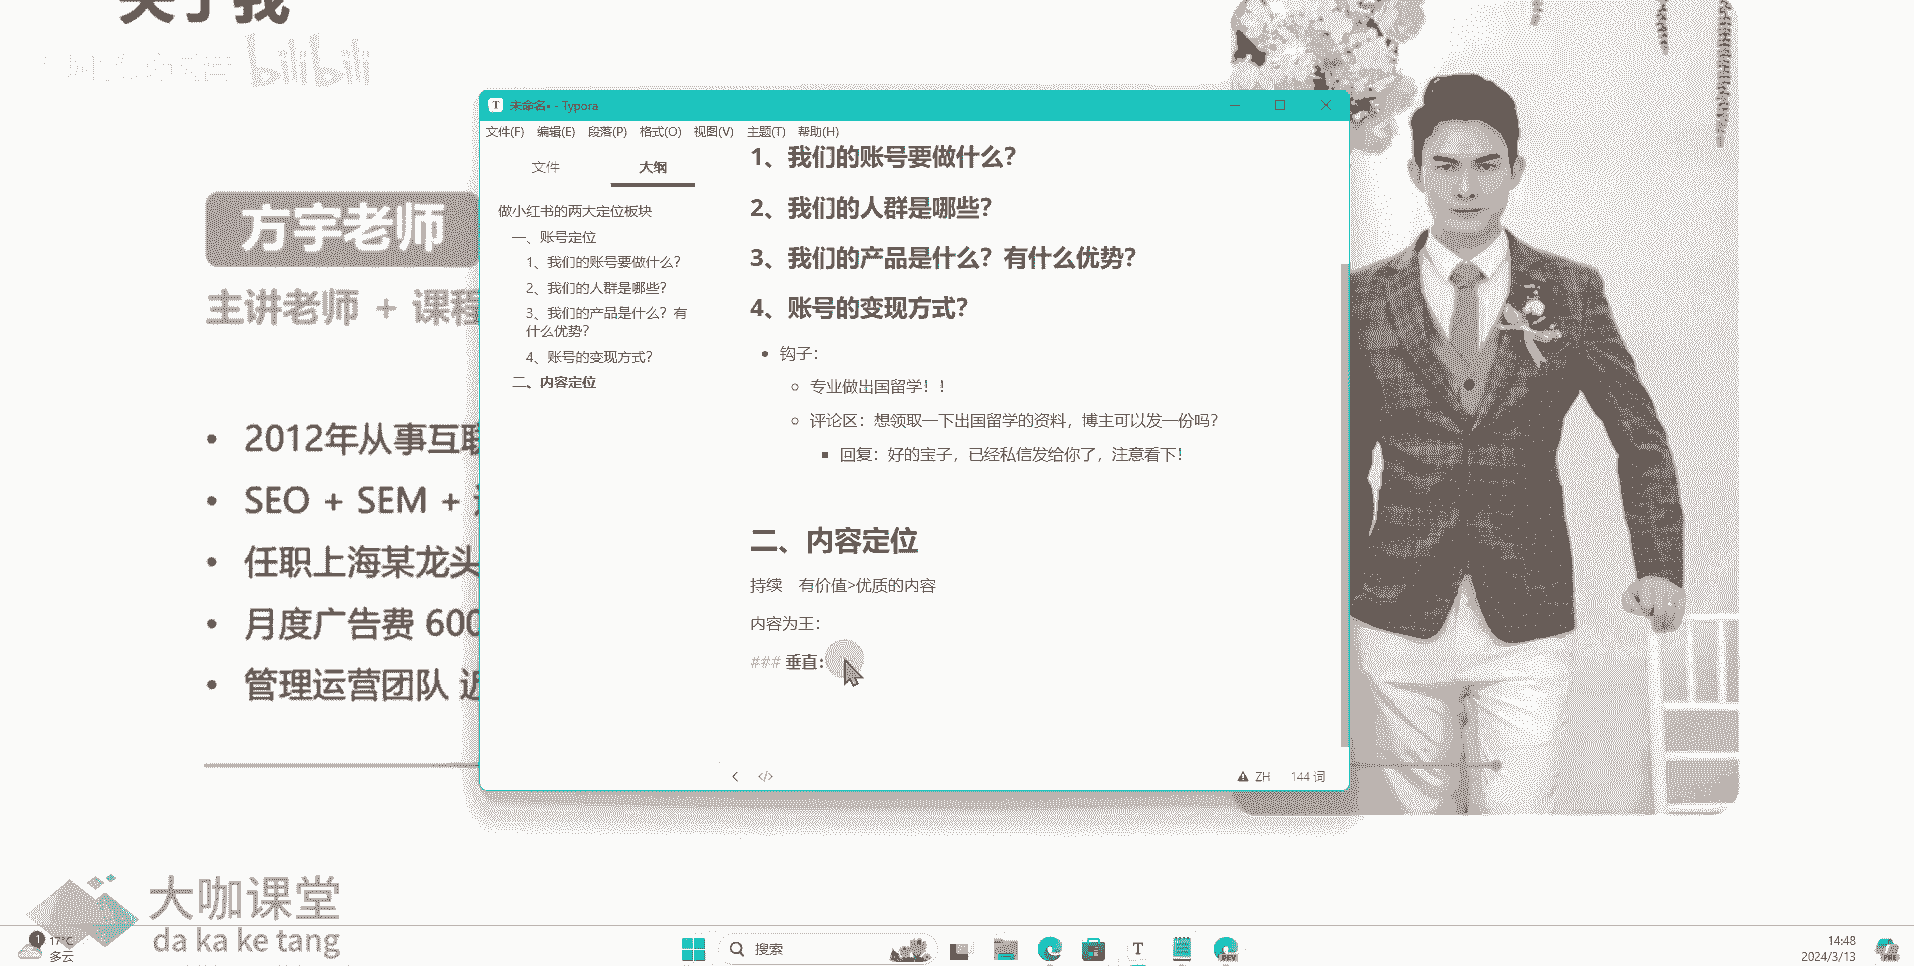 关于我
bilibili
未命名• - Typora
文件(F) 编辑(E) 段落(P) 格式(O) 视图(V) 主题(T) 帮助(H)
文件 大纲
做小红书的两大定位板块
一、账号定位
1、我们的账号要做什么？
2、我们的人群是哪些？
3、我们的产品是什么？有
什么优势？
4、账号的变现方式？
二、内容定位
1、我们的账号要做什么？
2、我们的人群是哪些？
3、我们的产品是什么？有什么优势？
4、账号的变现方式？
• 钩子：
○ 专业做出国留学！！
○ 评论区：想领取一下出国留学的资料，博主可以发一份吗？
▪ 回复：好的宝子，已经私信发给你了，注意看下！
二、内容定位
持续 有价值>优质的内容
内容为王：
### 垂直：
ZH 144 词
方宇老师
主讲老师 + 课程
• 2012年从事互联
• SEO + SEM +
• 任职上海某龙头
• 月度广告费 600
• 管理运营团队 近
大咖课堂
da ka ke tang
1
17°C
多云
搜索
T
DEV
14:48
2024/3/13
PRE